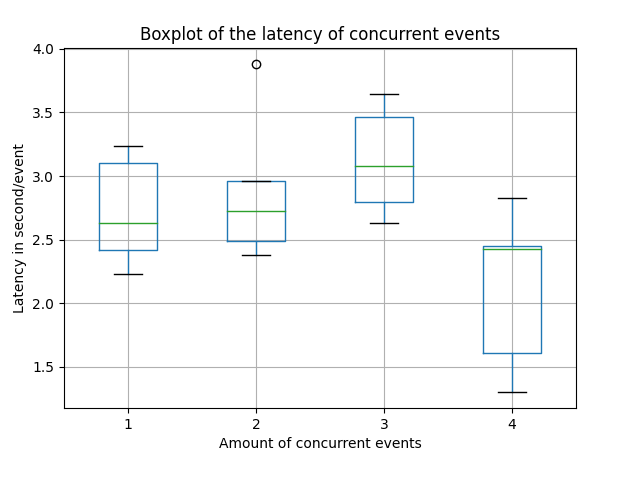 Boxplot of the latency of concurrent events
Latency in second/event
4.0
3.5
3.0
2.5
2.0
1.5
1 2 3 4
Amount of concurrent events